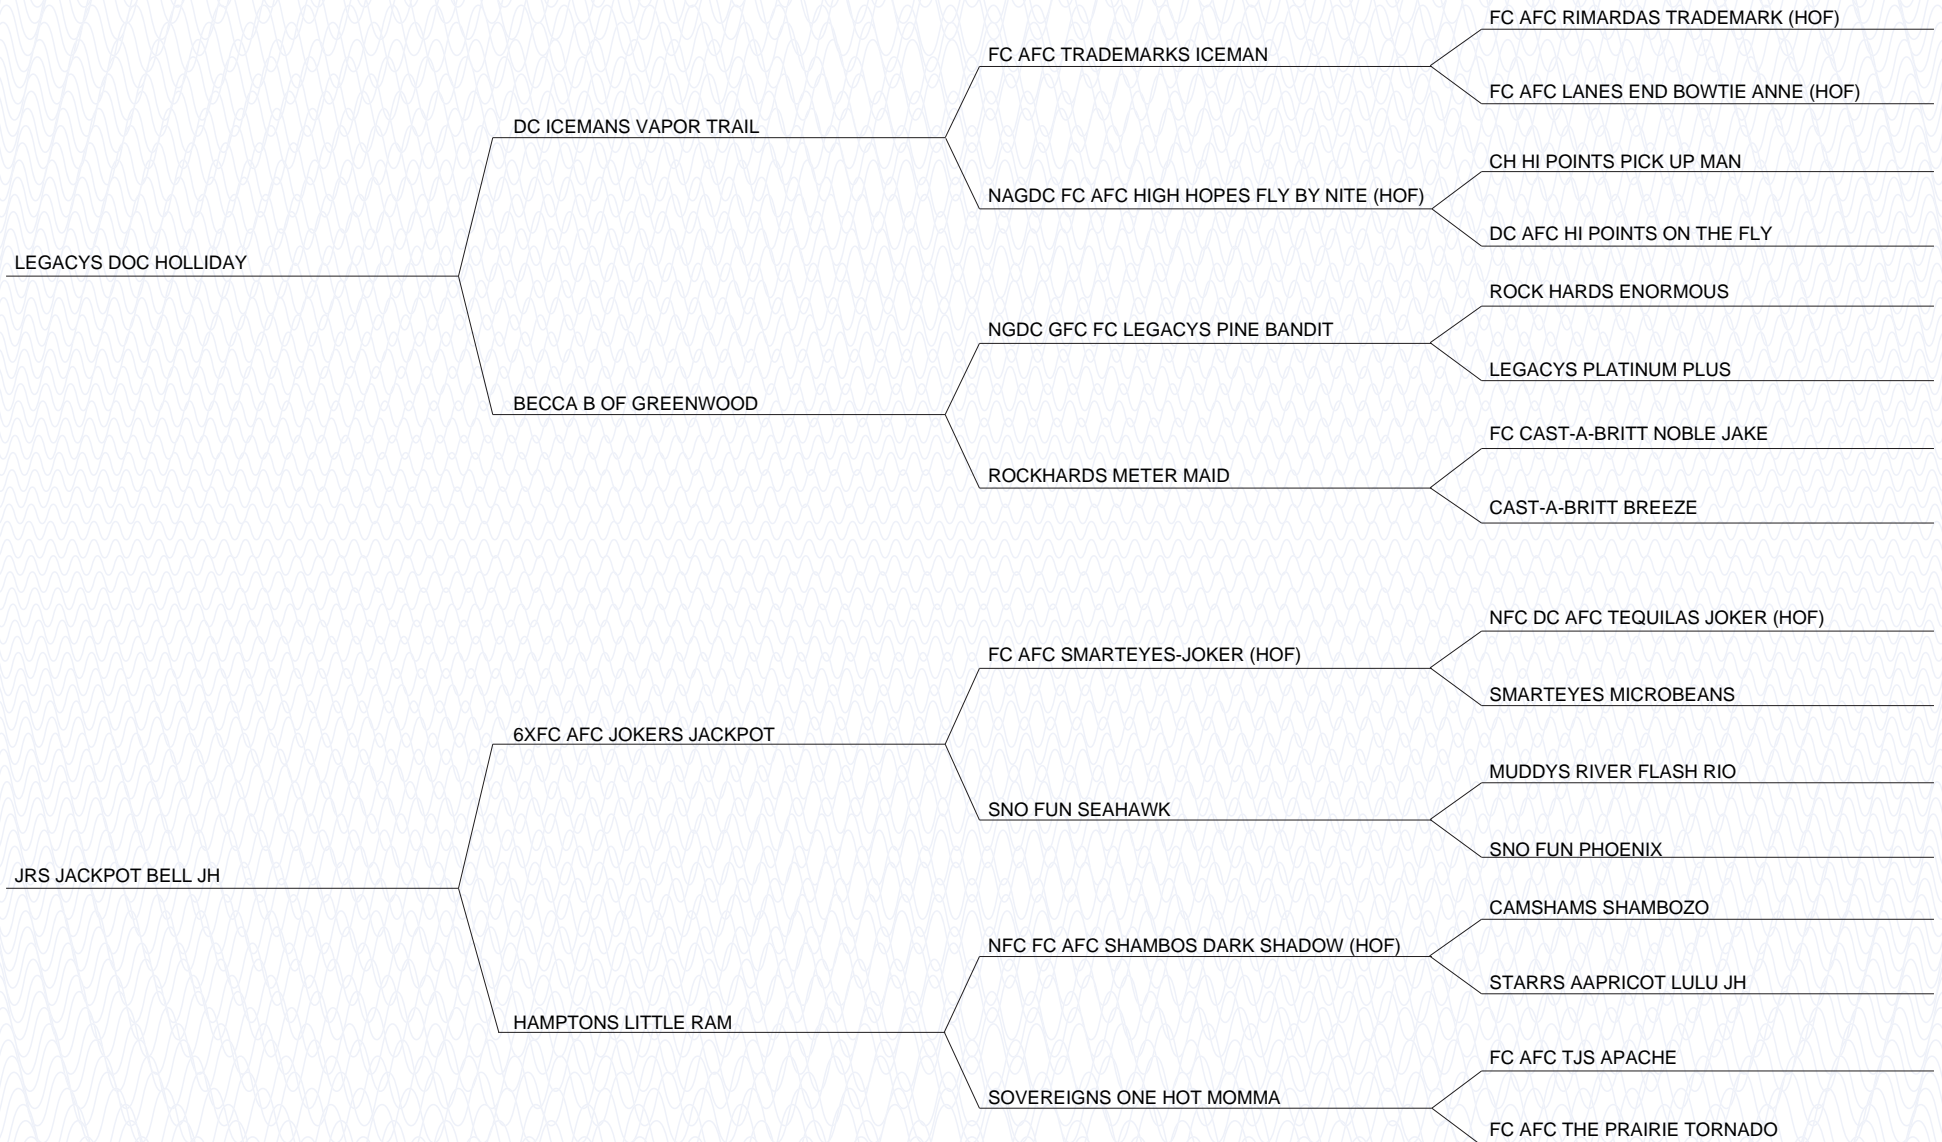 FC AFC RIMARDAS TRADEMARK (HOF)
FC AFC TRADEMARKS ICEMAN
FC AFC LANES END BOWTIE ANNE (HOF)
DC ICEMANS VAPOR TRAIL
CH HI POINTS PICK UP MAN
NAGDC FC AFC HIGH HOPES FLY BY NITE (HOF)
DC AFC HI POINTS ON THE FLY
LEGACYS DOC HOLLIDAY
ROCK HARDS ENORMOUS
NGDC GFC FC LEGACYS PINE BANDIT
LEGACYS PLATINUM PLUS
BECCA B OF GREENWOOD
FC CAST-A-BRITT NOBLE JAKE
ROCKHARDS METER MAID
CAST-A-BRITT BREEZE
NFC DC AFC TEQUILAS JOKER (HOF)
FC AFC SMARTEYES-JOKER (HOF)
SMARTEYES MICROBEANS
6XFC AFC JOKERS JACKPOT
MUDDYS RIVER FLASH RIO
SNO FUN SEAHAWK
SNO FUN PHOENIX
JRS JACKPOT BELL JH
CAMSHAMS SHAMBOZO
NFC FC AFC SHAMBOS DARK SHADOW (HOF)
STARRS AAPRICOT LULU JH
HAMPTONS LITTLE RAM
FC AFC TJS APACHE
SOVEREIGNS ONE HOT MOMMA
FC AFC THE PRAIRIE TORNADO